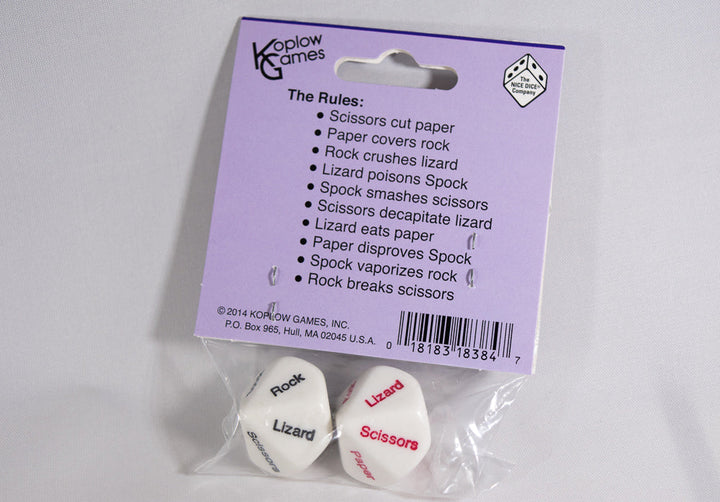 Koplow
Games
The
NICE DICE®
Company
The Rules:
• Scissors cut paper
• Paper covers rock
• Rock crushes lizard
• Lizard poisons Spock
• Spock smashes scissors
• Scissors decapitate lizard
• Lizard eats paper
• Paper disproves Spock
• Spock vaporizes rock
• Rock breaks scissors
© 2014 KOPLOW GAMES, INC.
P.O. Box 965, Hull, MA 02045 U.S.A.
0 18183 18384 7
Rock
Lizard
Scissors
Lizard
Scissors
Paper